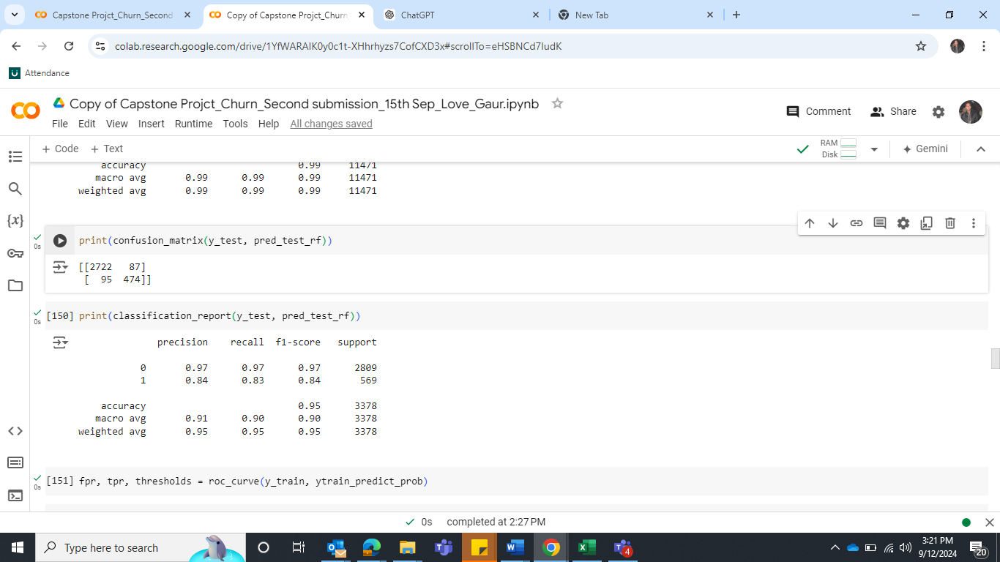 Capstone Projct_Churn_Second
Copy of Capstone Projct_Churn
ChatGPT
New Tab
colab.research.google.com/drive/1YfWARAIK0y0c1t-XHhrhyzs7CofCXD3x#scrollTo=eHSBNCd7IudK
Attendance
Copy of Capstone Projct_Churn_Second submission_15th Sep_Love_Gaur.ipynb
Comment
Share
File Edit View Insert Runtime Tools Help All changes saved
+ Code + Text
RAM
Disk
Gemini
accuracy 0.99 11471
macro avg 0.99 0.99 0.99 11471
weighted avg 0.99 0.99 0.99 11471
{x}
0s
print(confusion_matrix(y_test, pred_test_rf))
[[2722 87]
[ 95 474]]
0s
[150] print(classification_report(y_test, pred_test_rf))
precision recall f1-score support
0 0.97 0.97 0.97 2809
1 0.84 0.83 0.84 569
accuracy 0.95 3378
macro avg 0.91 0.90 0.90 3378
weighted avg 0.95 0.95 0.95 3378
0s
[151] fpr, tpr, thresholds = roc_curve(y_train, ytrain_predict_prob)
0s completed at 2:27 PM
Type here to search
4
3:21 PM
9/12/2024
20